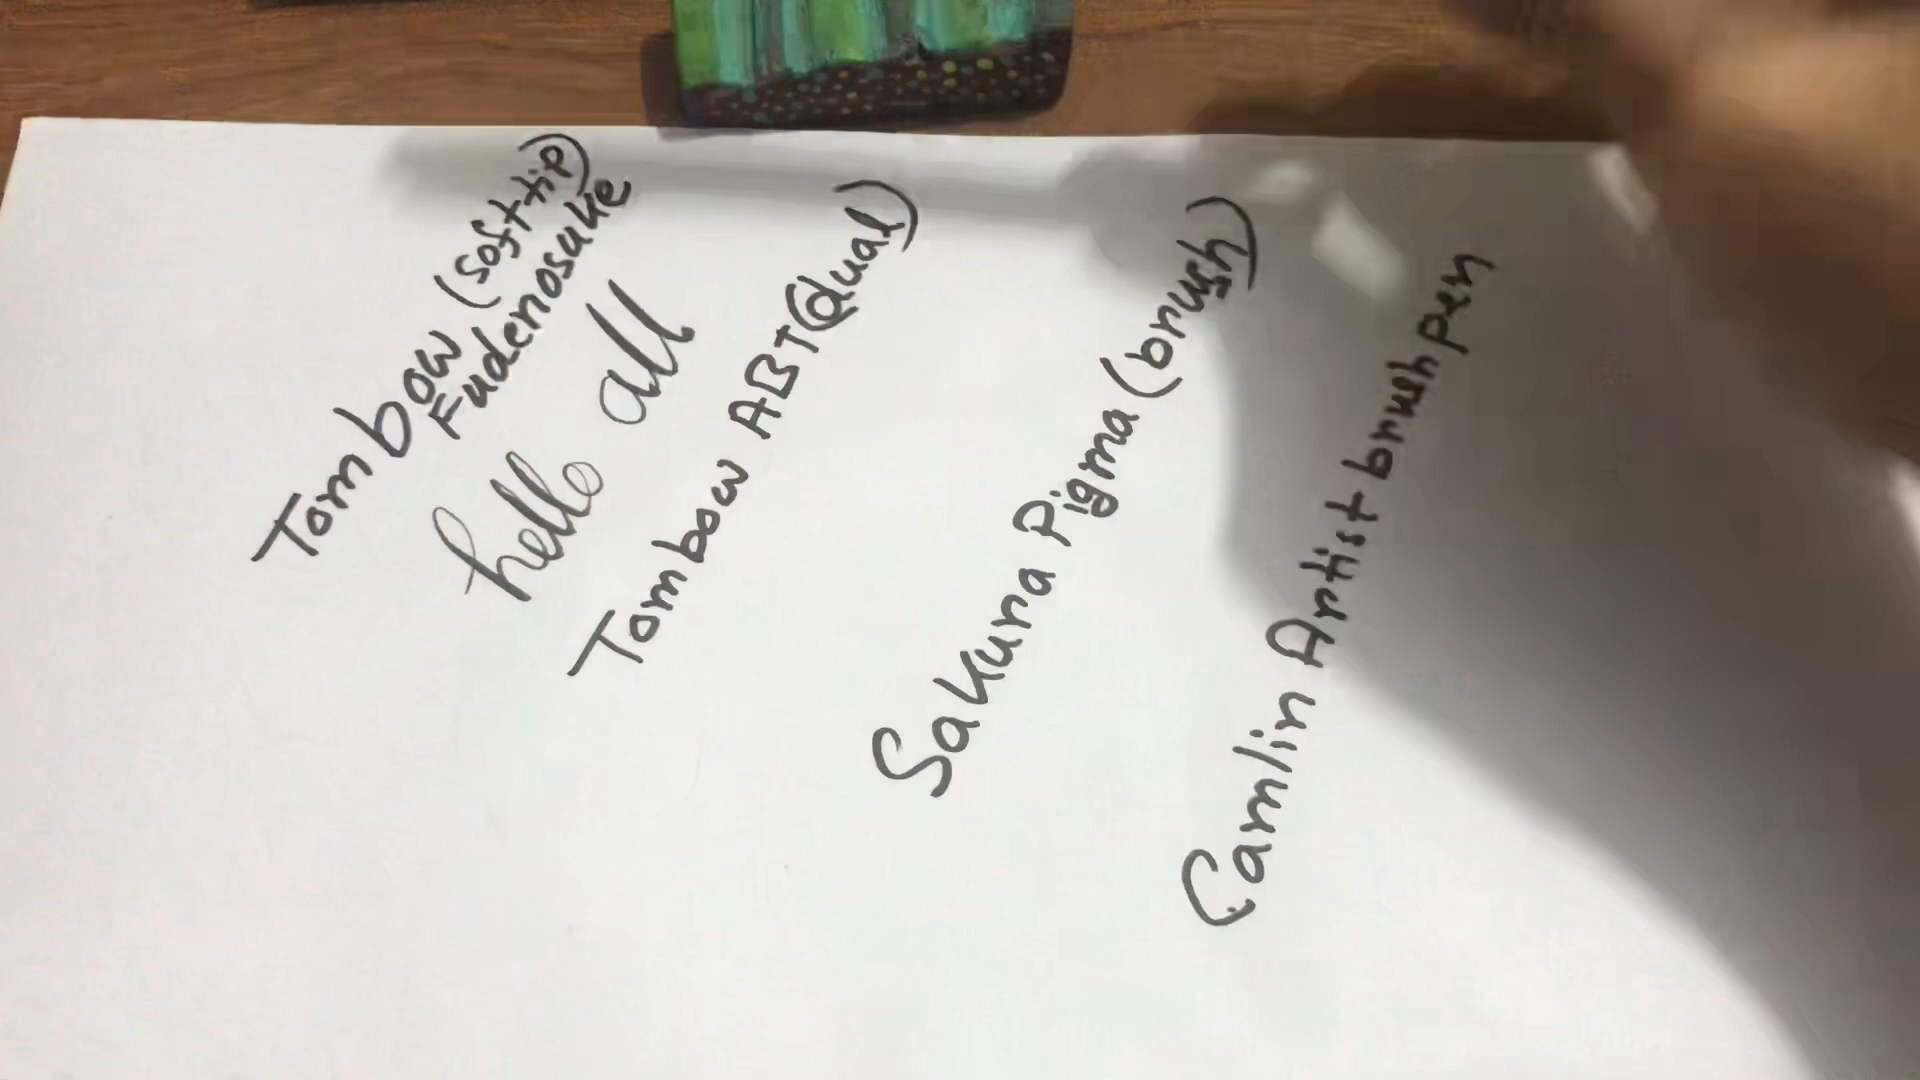 Tombow (soft tip)
Fudenosuke
hello all
Tombow ABT (dual)
Sakura Pigma (brush)
Camlin Artist brush pen